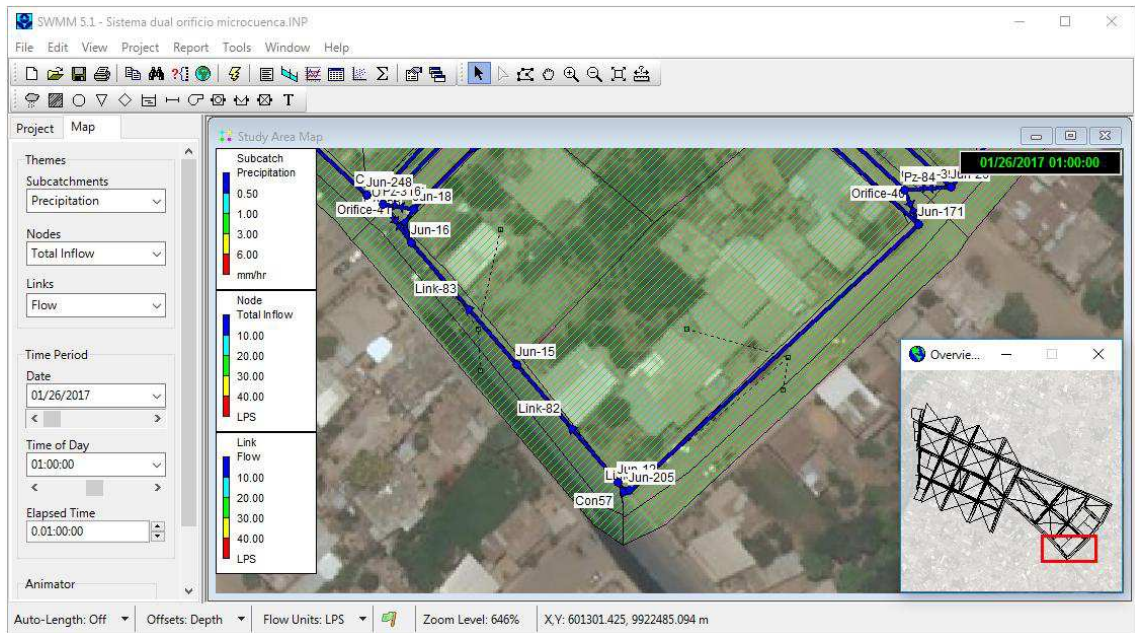 SWMM 5.1 - Sistema dual orificio microcuenca.INP
File Edit View Project Report Tools Window Help
T
Project Map
Themes
Subcatchments
Precipitation
Nodes
Total Inflow
Links
Flow
Time Period
Date
01/26/2017
Time of Day
01:00:00
Elapsed Time
0.01:00:00
Animator
Study Area Map
Subcatch
Precipitation
0.50
1.00
3.00
6.00
mm/hr
Node
Total Inflow
10.00
20.00
30.00
40.00
LPS
Link
Flow
10.00
20.00
30.00
40.00
LPS
01/26/2017 01:00:00
Jun-248
Jun-18
Orifice-41
Jun-16
Link-83
Jun-15
Link-82
Jun-12
Jun-205
Con57
Pz-84
Orifice-40
Jun-171
Overvie...
Auto-Length: Off Offsets: Depth Flow Units: LPS Zoom Level: 646% X,Y: 601301.425, 9922485.094 m